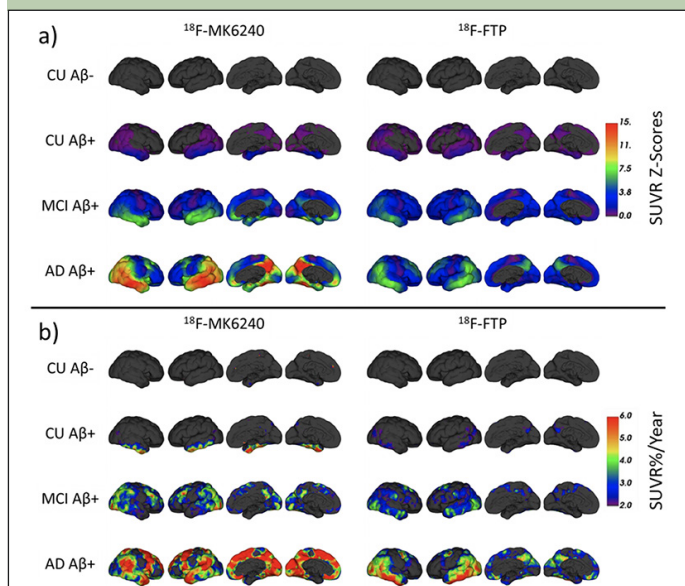 a)
¹⁸F-MK6240 ¹⁸F-FTP
CU Aβ-
CU Aβ+
MCI Aβ+
AD Aβ+
15.
11.
7.5
3.8
0.0
SUVR Z-Scores
b)
¹⁸F-MK6240 ¹⁸F-FTP
CU Aβ-
CU Aβ+
MCI Aβ+
AD Aβ+
6.0
5.0
4.0
3.0
2.0
SUVR%/Year